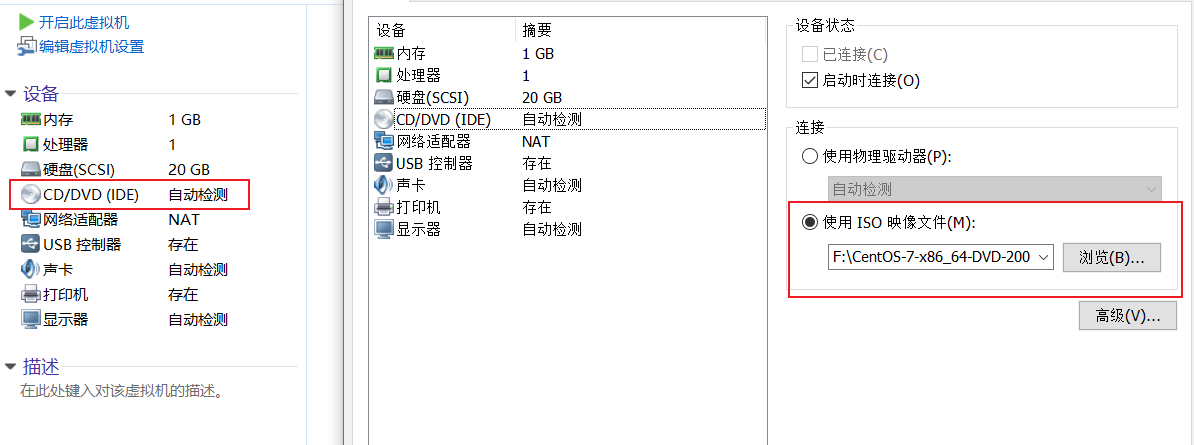 开启此虚拟机
编辑虚拟机设置
设备
内存 1 GB
处理器 1
硬盘(SCSI) 20 GB
CD/DVD (IDE) 自动检测
网络适配器 NAT
USB 控制器 存在
声卡 自动检测
打印机 存在
显示器 自动检测
描述
在此处键入对该虚拟机的描述。
设备 摘要
内存 1 GB
处理器 1
硬盘(SCSI) 20 GB
CD/DVD (IDE) 自动检测
网络适配器 NAT
USB 控制器 存在
声卡 自动检测
打印机 存在
显示器 自动检测
设备状态
已连接(C)
启动时连接(O)
连接
使用物理驱动器(P):
自动检测
使用 ISO 映像文件(M):
F:\CentOS-7-x86_64-DVD-200 浏览(B)...
高级(V)...